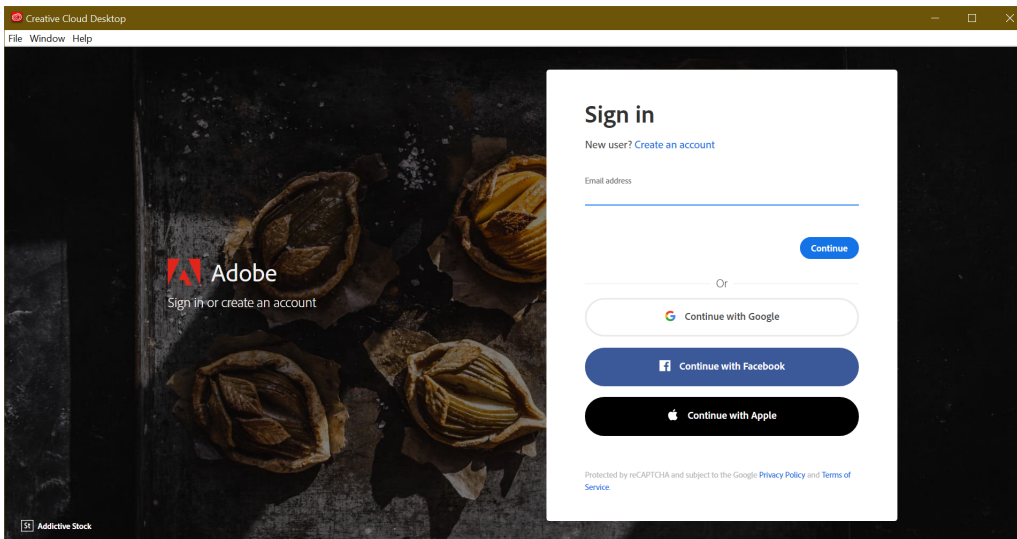 Creative Cloud Desktop
File Window Help
Adobe
Sign in or create an account
St Addictive Stock
Sign in
New user? Create an account
Email address
Continue
Or
Continue with Google
Continue with Facebook
Continue with Apple
Protected by reCAPTCHA and subject to the Google Privacy Policy and Terms of
Service.